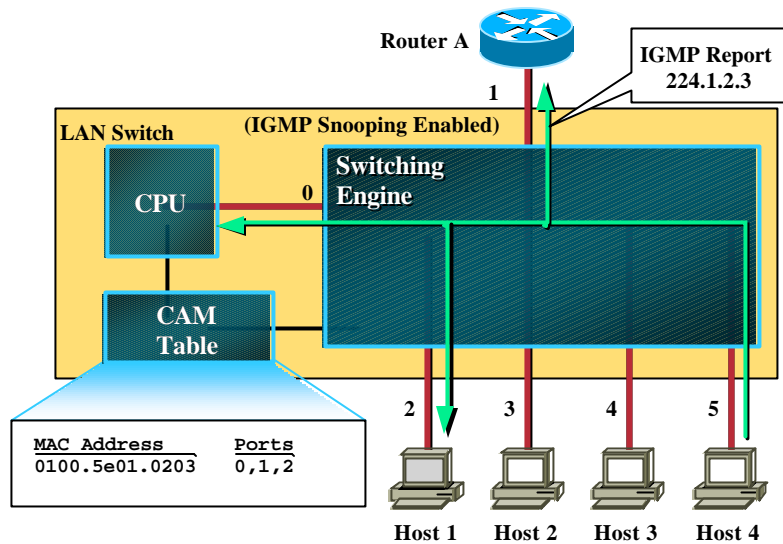 Router A
IGMP Report
224.1.2.3
1
LAN Switch
(IGMP Snooping Enabled)
Switching
Engine
CPU
0
CAM
Table
2
3
4
5
MAC Address Ports
0100.5e01.0203 0,1,2
Host 1
Host 2
Host 3
Host 4